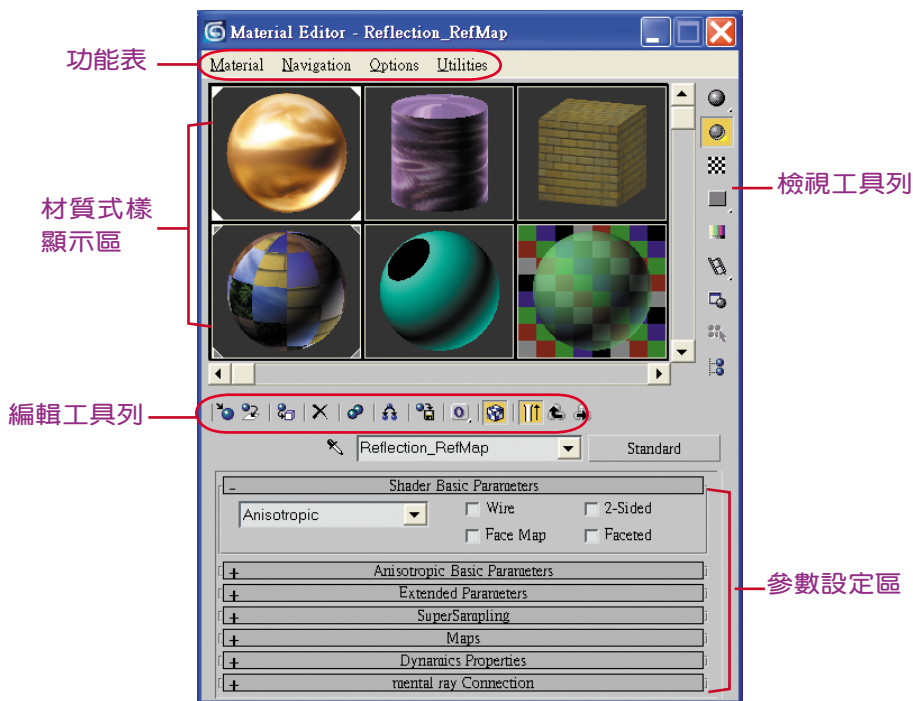 Material Editor - Reflection_RefMap
功能表
Material Navigation Options Utilities
材質式樣
顯示區
檢視工具列
編輯工具列
Reflection_RefMap
Standard
- Shader Basic Parameters
Anisotropic
Wire
2-Sided
Face Map
Faceted
+ Anisotropic Basic Parameters
+ Extended Parameters
+ SuperSampling
+ Maps
+ Dynamics Properties
+ mental ray Connection
參數設定區